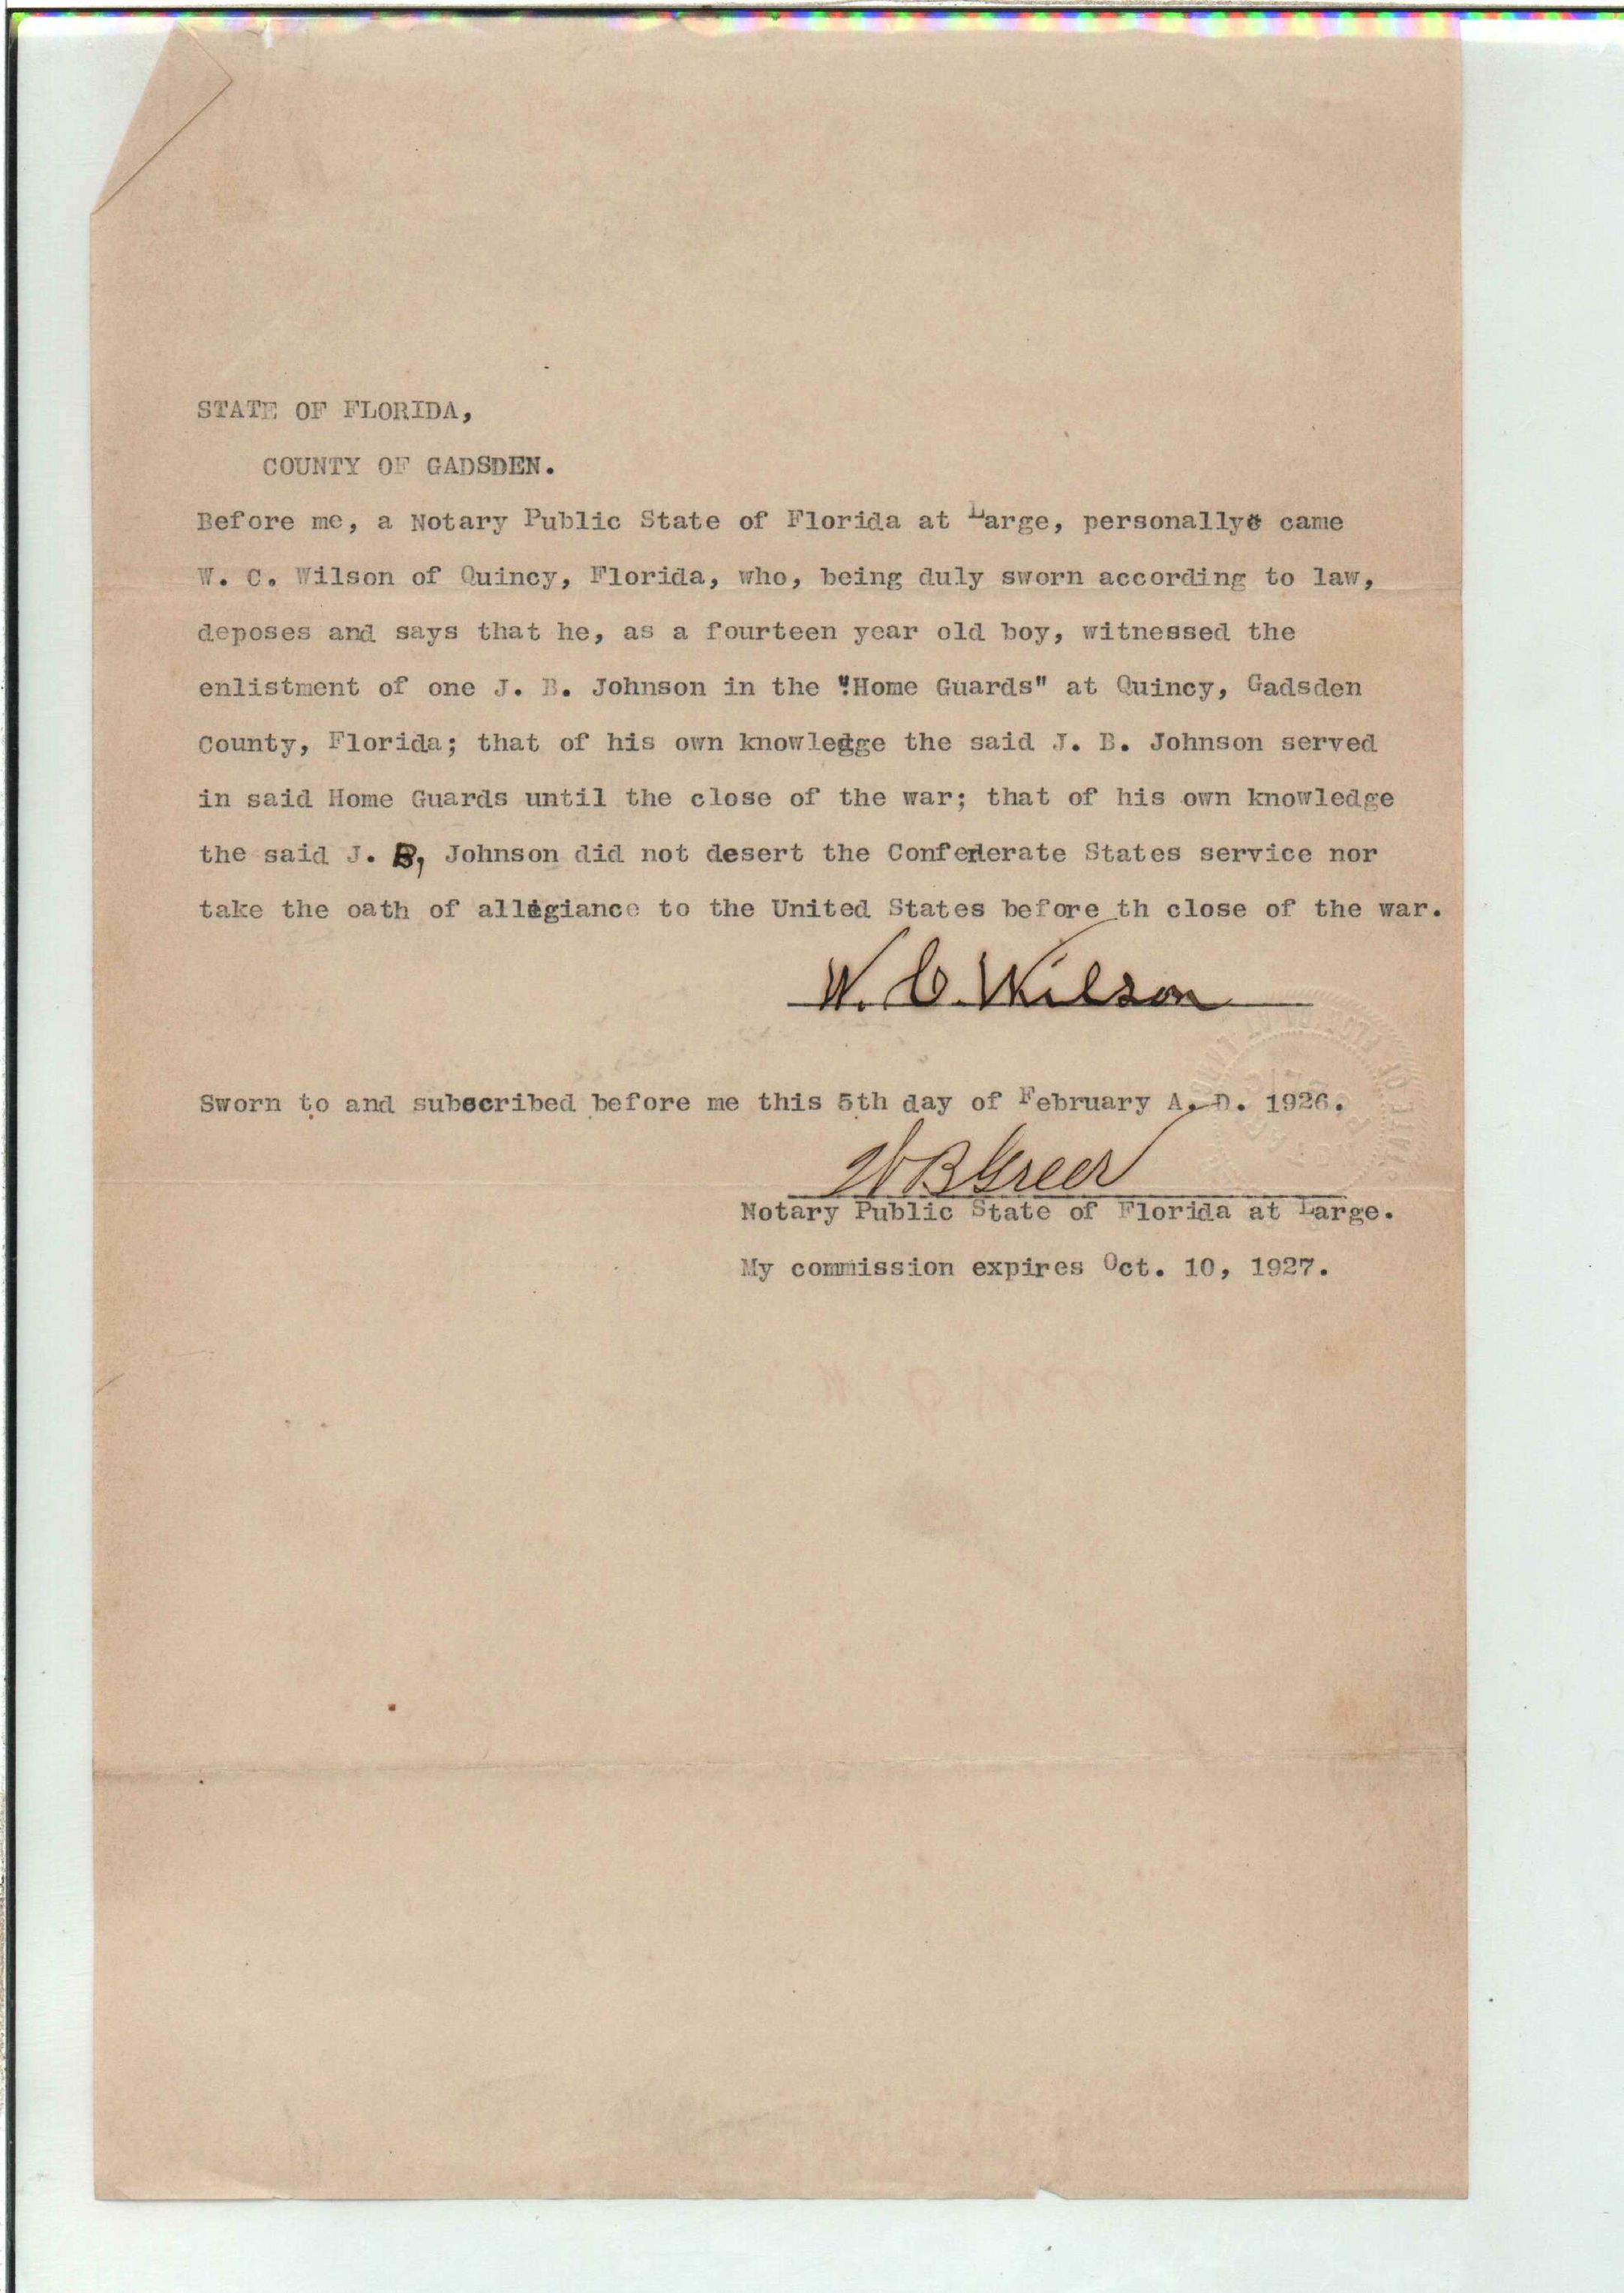 STATE OF FLORIDA,
COUNTY OF GADSDEN.
Before me, a Notary Public State of Florida at Large, personally came
W. C. Wilson of Quincy, Florida, who, being duly sworn according to law,
deposes and says that he, as a fourteen year old boy, witnessed the
enlistment of one J. B. Johnson in the "Home Guards" at Quincy, Gadsden
County, Florida; that of his own knowledge the said J. B. Johnson served
in said Home Guards until the close of the war; that of his own knowledge
the said J. B, Johnson did not desert the Confederate States service nor
take the oath of allegiance to the United States before th close of the war.
W. C. Wilson
Sworn to and subscribed before me this 5th day of February A. D. 1926.
W B Greer
Notary Public State of Florida at Large.
My commission expires Oct. 10, 1927.